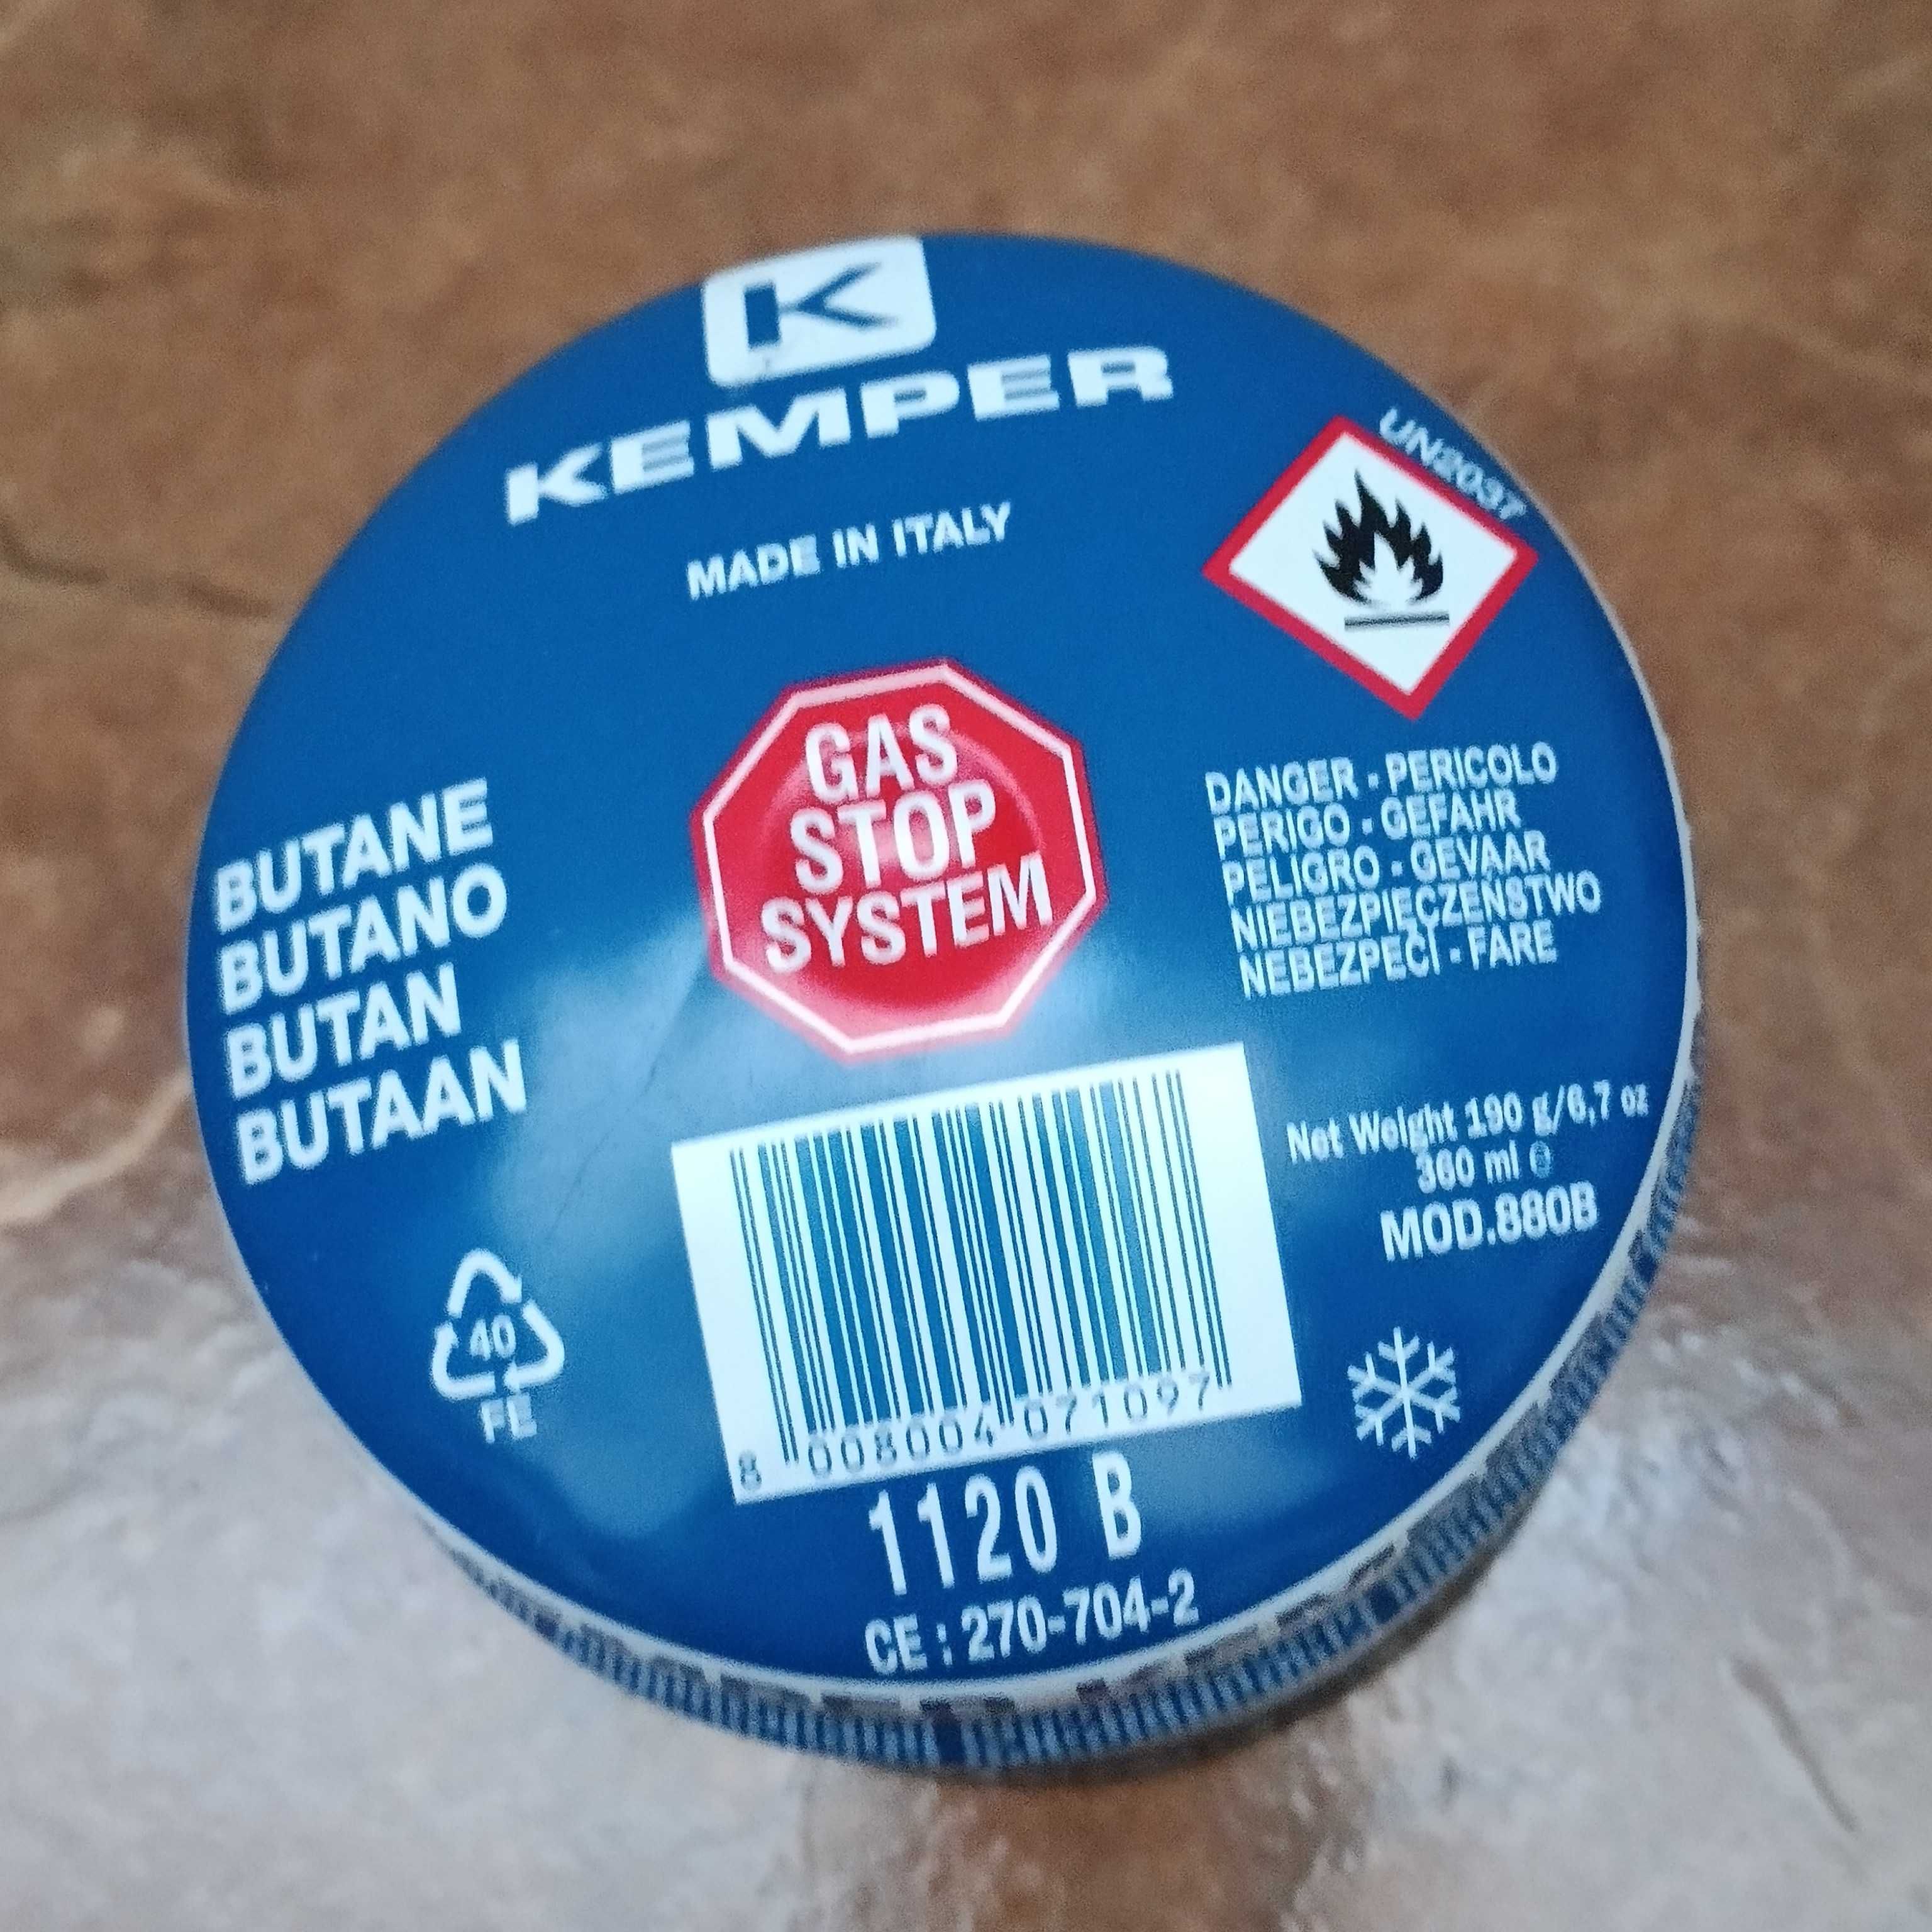 K
KEMPER
MADE IN ITALY
UN2037
GAS
STOP
SYSTEM
BUTANE
BUTANO
BUTAN
BUTAAN
DANGER - PERICOLO
PERIGO - GEFAHR
PELIGRO - GEVAAR
NIEBEZPIECZEŃSTWO
NEBEZPEČÍ - FARE
Net Weight 190 g/6,7 oz
360 ml e
MOD.880B
40
FE
8 008004 071097
1120 B
CE : 270-704-2